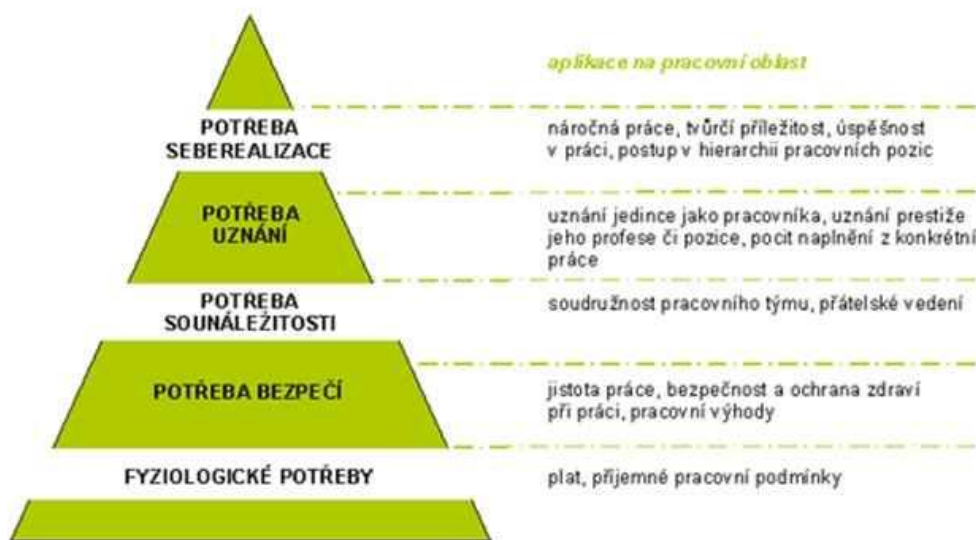 aplikace na pracovní oblast
POTŘEBA
SEBEREALIZACE
náročná práce, tvůrčí příležitost, úspěšnost
v práci, postup v hierarchii pracovních pozic
POTŘEBA
UZNÁNÍ
uznání jedince jako pracovníka, uznání prestiže
jeho profese či pozice, pocit naplnění z konkrétní
práce
POTŘEBA
SOUNÁLEŽITOSTI
soudružnost pracovního týmu, přátelské vedení
POTŘEBA BEZPEČÍ
jistota práce, bezpečnost a ochrana zdraví
při práci, pracovní výhody
FYZIOLOGICKÉ POTŘEBY
plat, příjemné pracovní podmínky